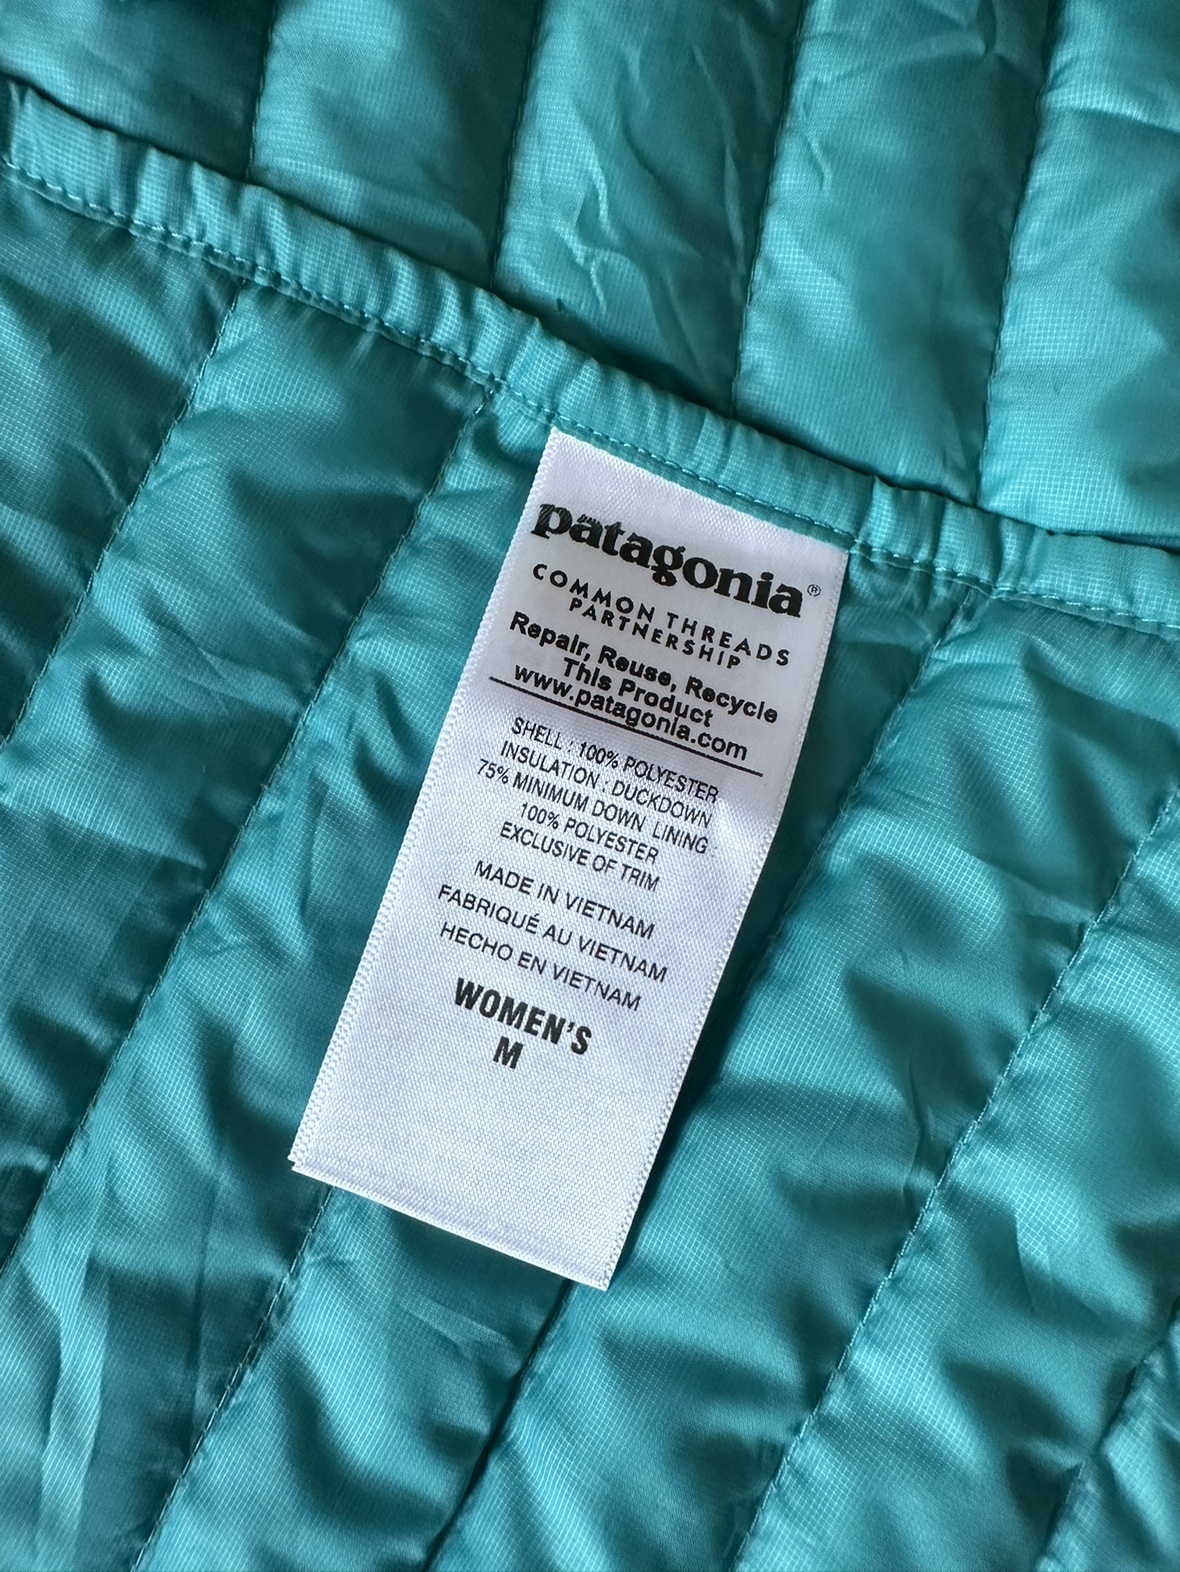 patagonia®
COMMON THREADS
PARTNERSHIP
Repair, Reuse, Recycle
This Product
www.patagonia.com
SHELL : 100% POLYESTER
INSULATION : DUCKDOWN
75% MINIMUM DOWN LINING
100% POLYESTER
EXCLUSIVE OF TRIM
MADE IN VIETNAM
FABRIQUÉ AU VIETNAM
HECHO EN VIETNAM
WOMEN'S
M